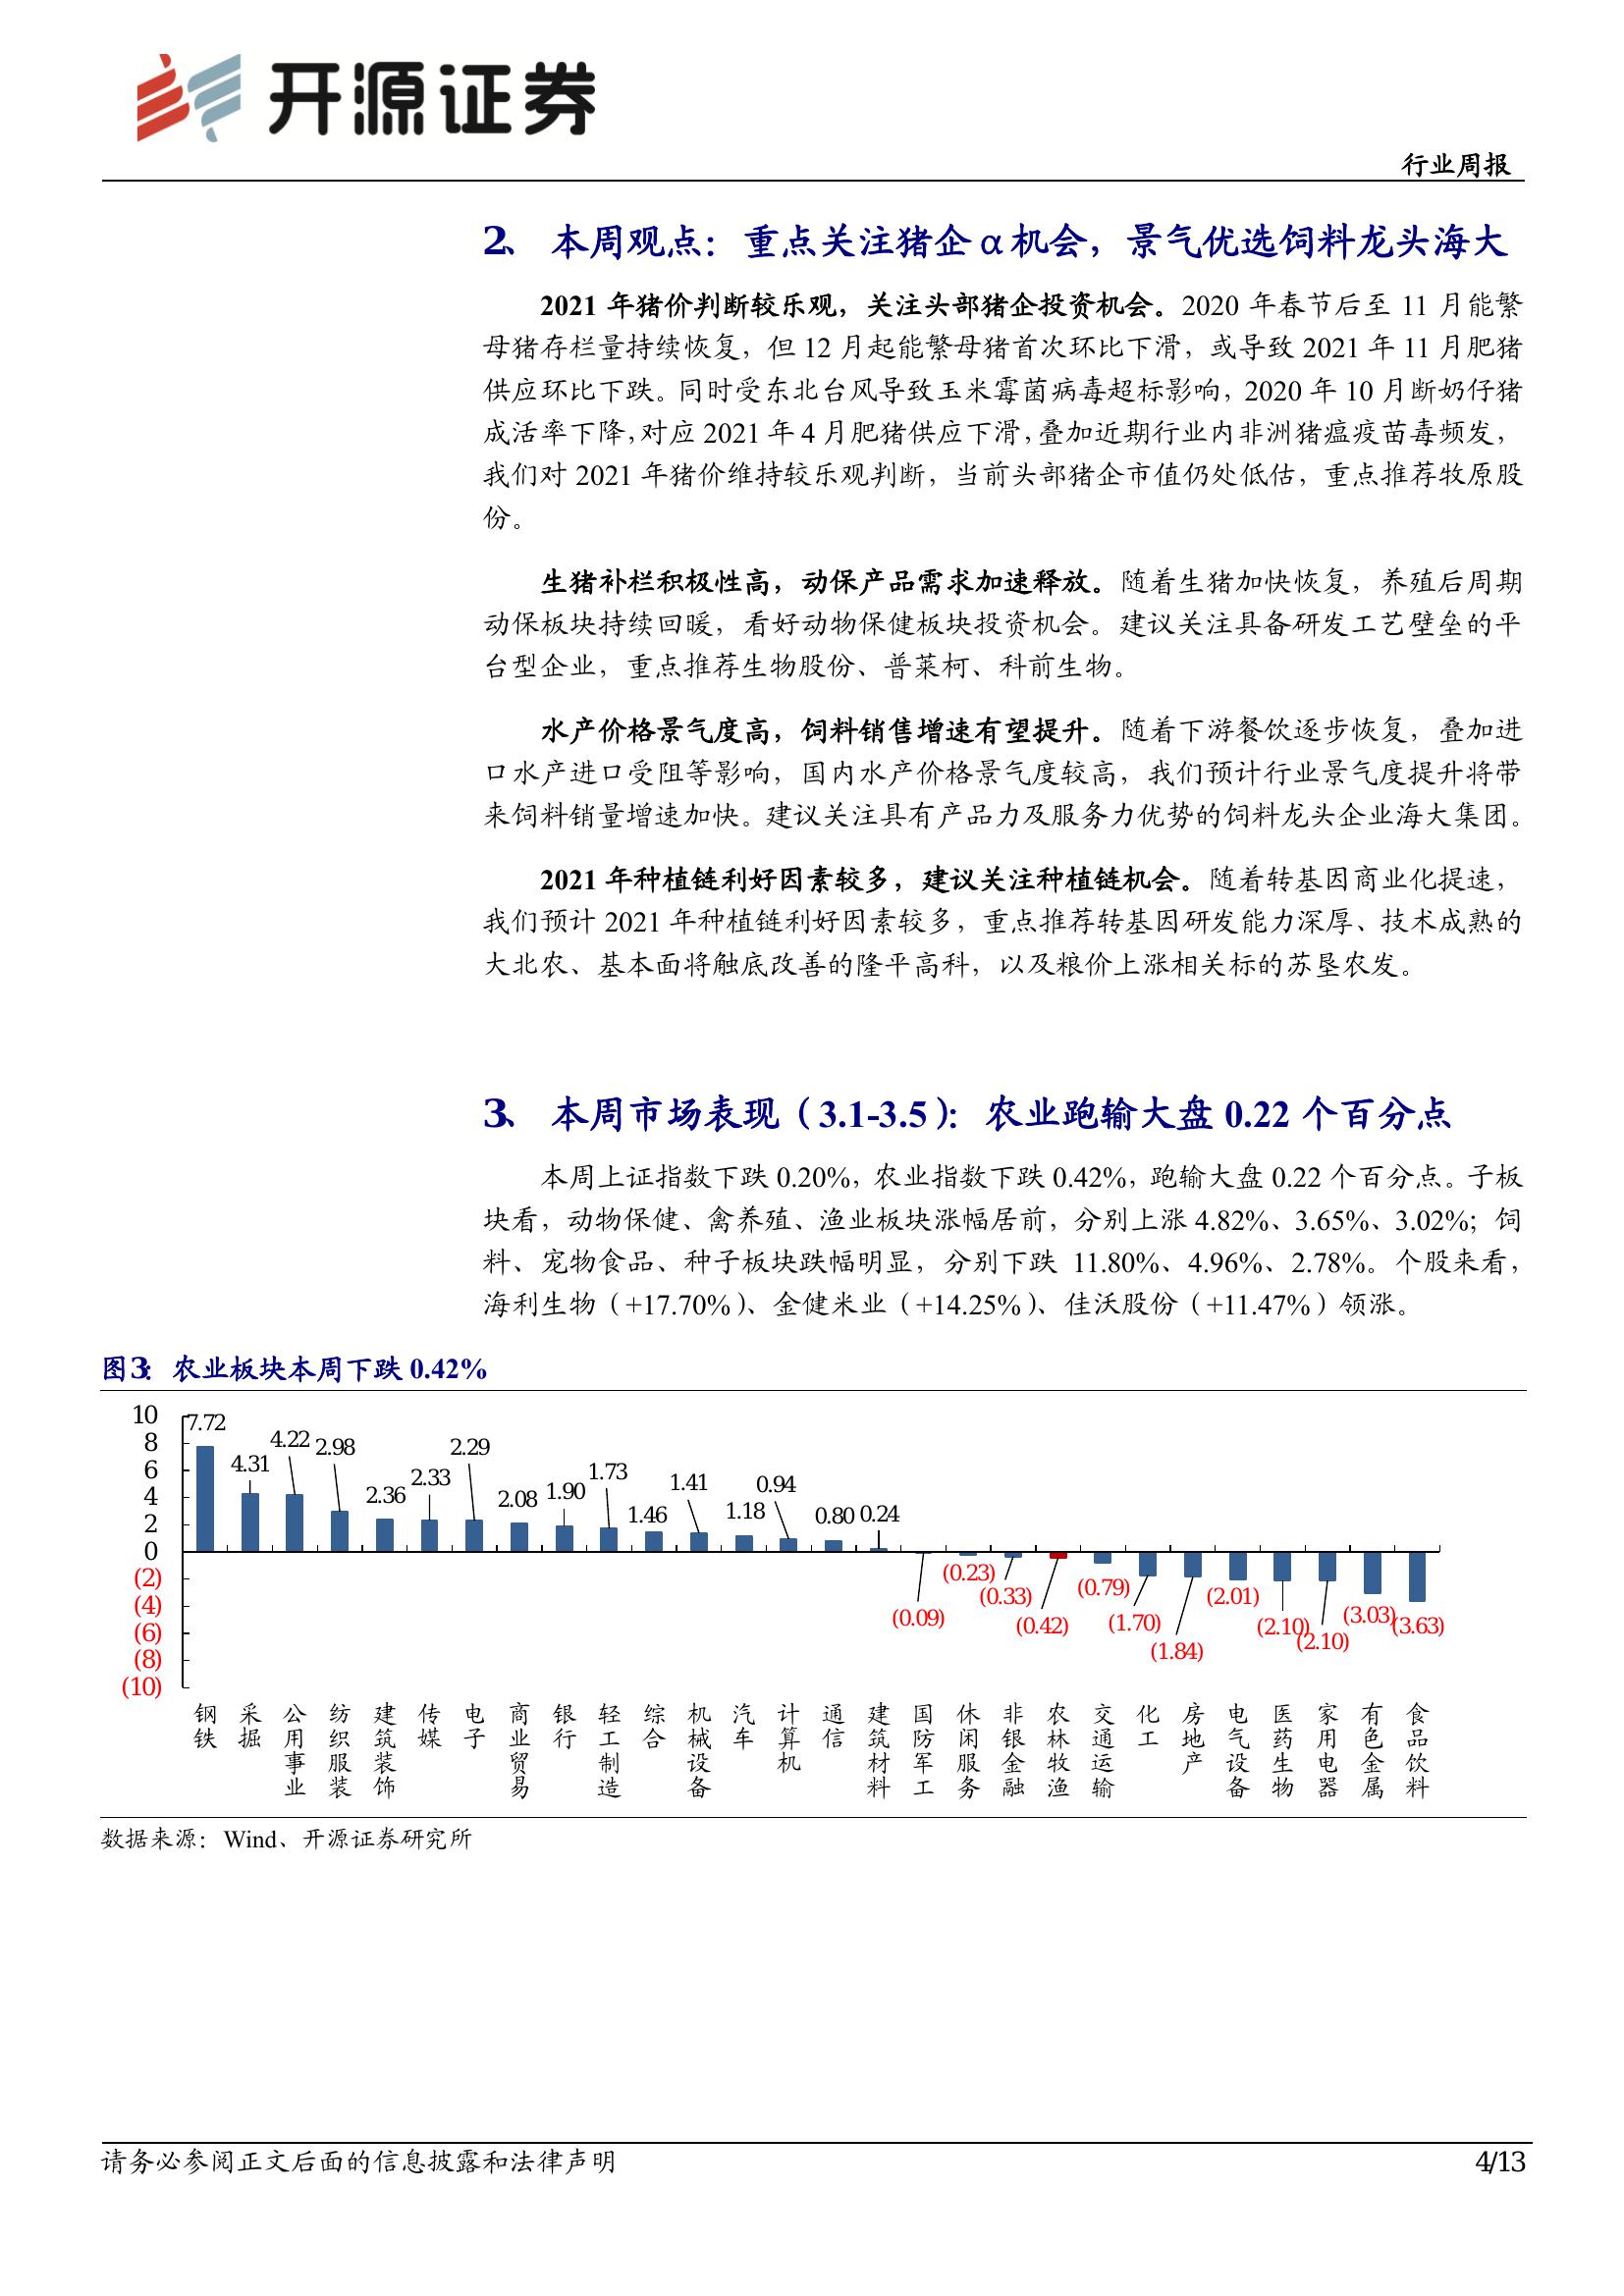 开源证券
行业周报
2、 本周观点：重点关注猪企α机会，景气优选饲料龙头海大
2021 年猪价判断较乐观，关注头部猪企投资机会。2020 年春节后至 11 月能繁
母猪存栏量持续恢复，但 12 月起能繁母猪首次环比下滑，或导致 2021 年 11 月肥猪
供应环比下跌。同时受东北台风导致玉米霉菌病毒超标影响，2020 年 10 月断奶仔猪
成活率下降，对应 2021 年 4 月肥猪供应下滑，叠加近期行业内非洲猪瘟疫苗毒频发，
我们对 2021 年猪价维持较乐观判断，当前头部猪企市值仍处低估，重点推荐牧原股
份。
生猪补栏积极性高，动保产品需求加速释放。随着生猪加快恢复，养殖后周期
动保板块持续回暖，看好动物保健板块投资机会。建议关注具备研发工艺壁垒的平
台型企业，重点推荐生物股份、普莱柯、科前生物。
水产价格景气度高，饲料销售增速有望提升。随着下游餐饮逐步恢复，叠加进
口水产进口受阻等影响，国内水产价格景气度较高，我们预计行业景气度提升将带
来饲料销量增速加快。建议关注具有产品力及服务力优势的饲料龙头企业海大集团。
2021 年种植链利好因素较多，建议关注种植链机会。随着转基因商业化提速，
我们预计 2021 年种植链利好因素较多，重点推荐转基因研发能力深厚、技术成熟的
大北农、基本面将触底改善的隆平高科，以及粮价上涨相关标的苏垦农发。
3、 本周市场表现（3.1-3.5）：农业跑输大盘 0.22 个百分点
本周上证指数下跌 0.20%，农业指数下跌 0.42%，跑输大盘 0.22 个百分点。子板
块看，动物保健、禽养殖、渔业板块涨幅居前，分别上涨 4.82%、3.65%、3.02%；饲
料、宠物食品、种子板块跌幅明显，分别下跌 11.80%、4.96%、2.78%。个股来看，
海利生物（+17.70%）、金健米业（+14.25%）、佳沃股份（+11.47%）领涨。
图3：农业板块本周下跌 0.42%
10
8
6
4
2
0
(2)
(4)
(6)
(8)
(10)
7.72
4.31
4.22
2.98
2.36
2.33
2.29
2.08
1.90
1.73
1.46
1.41
1.18
0.94
0.80
0.24
(0.09)
(0.23)
(0.33)
(0.42)
(0.79)
(1.70)
(1.84)
(2.01)
(2.10)
(2.10)
(3.03)
(3.63)
钢铁
采掘
公用事业
纺织服装
建筑装饰
传媒
电子
商业贸易
银行
轻工制造
综合
机械设备
汽车
计算机
通信
建筑材料
国防军工
休闲服务
非银金融
农林牧渔
交通运输
化工
房地产
电气设备
医药生物
家用电器
有色金属
食品饮料
数据来源：Wind、开源证券研究所
请务必参阅正文后面的信息披露和法律声明
4/13